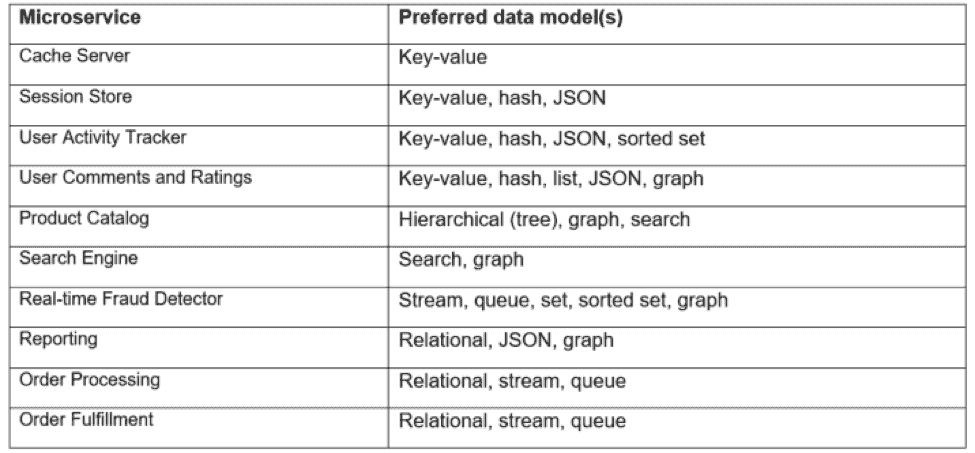 Microservice Preferred data model(s)
Cache Server Key-value
Session Store Key-value, hash, JSON
User Activity Tracker Key-value, hash, JSON, sorted set
User Comments and Ratings Key-value, hash, list, JSON, graph
Product Catalog Hierarchical (tree), graph, search
Search Engine Search, graph
Real-time Fraud Detector Stream, queue, set, sorted set, graph
Reporting Relational, JSON, graph
Order Processing Relational, stream, queue
Order Fulfillment Relational, stream, queue